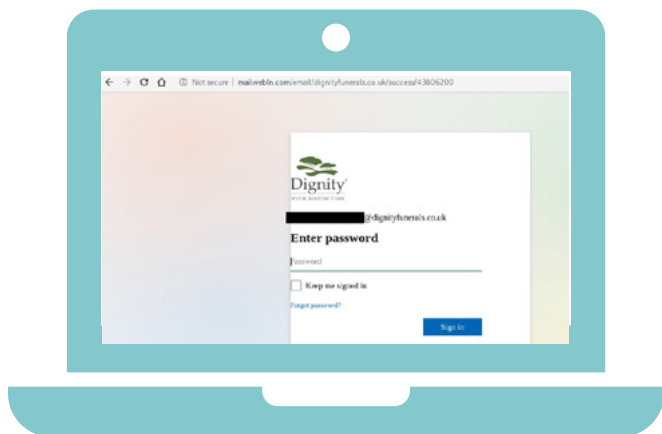 Not secure | mailwebln.com/email/dignityfunerals.co.uk/success/43806200
Dignity
@dignityfunerals.co.uk
Enter password
Password
Keep me signed in
Forgot password?
Sign in